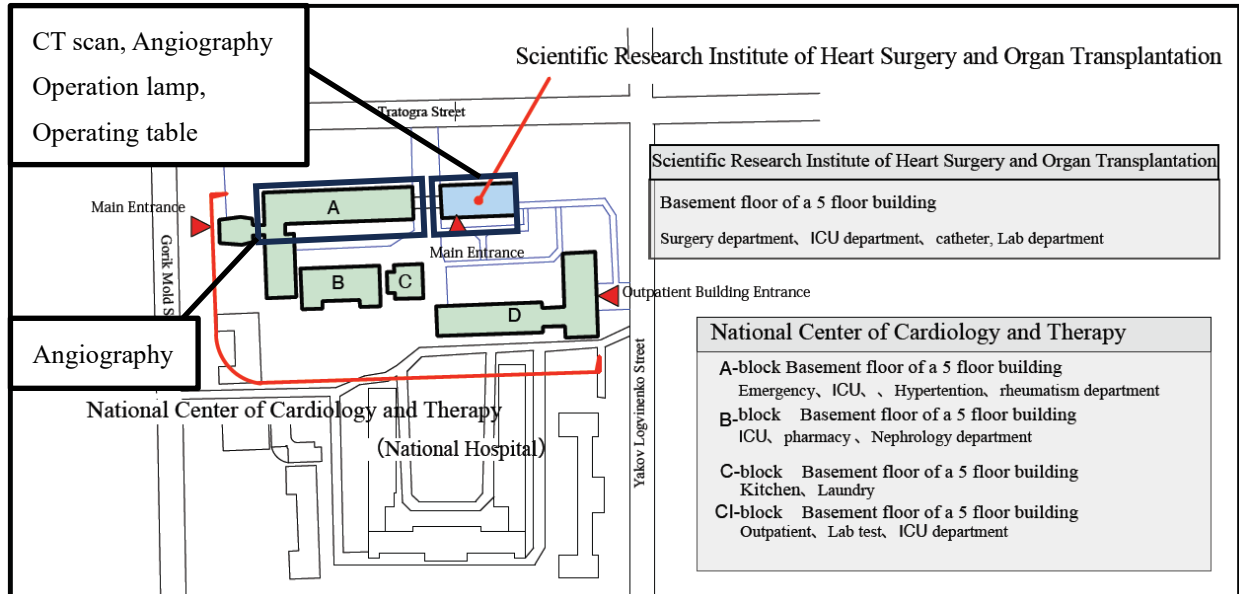 CT scan, Angiography
Operation lamp,
Operating table
Scientific Research Institute of Heart Surgery and Organ Transplantation
Tratogra Street
Main Entrance
Gorik Mold S
A
Main Entrance
B
C
D
Outpatient Building Entrance
Angiography
National Center of Cardiology and Therapy
(National Hospital)
Yakov Logvinenko Street
Scientific Research Institute of Heart Surgery and Organ Transplantation
Basement floor of a 5 floor building
Surgery department、ICU department、catheter, Lab department
National Center of Cardiology and Therapy
A-block Basement floor of a 5 floor building
Emergency、ICU、、Hypertention、rheumatism department
B-block Basement floor of a 5 floor building
ICU、pharmacy、Nephrology department
C-block Basement floor of a 5 floor building
Kitchen、Laundry
CI-block Basement floor of a 5 floor building
Outpatient、Lab test、ICU department